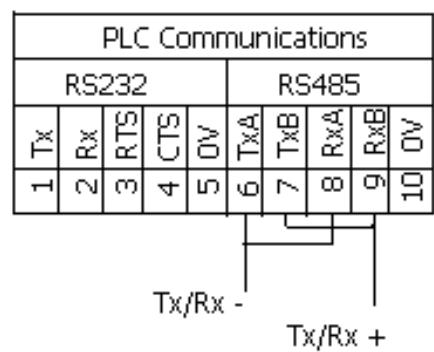 PLC Communications
RS232 RS485
Tx Rx RTS CTS 0V TxA TxB RxA RxB 0V
1 2 3 4 5 6 7 8 9 10
Tx/Rx -
Tx/Rx +